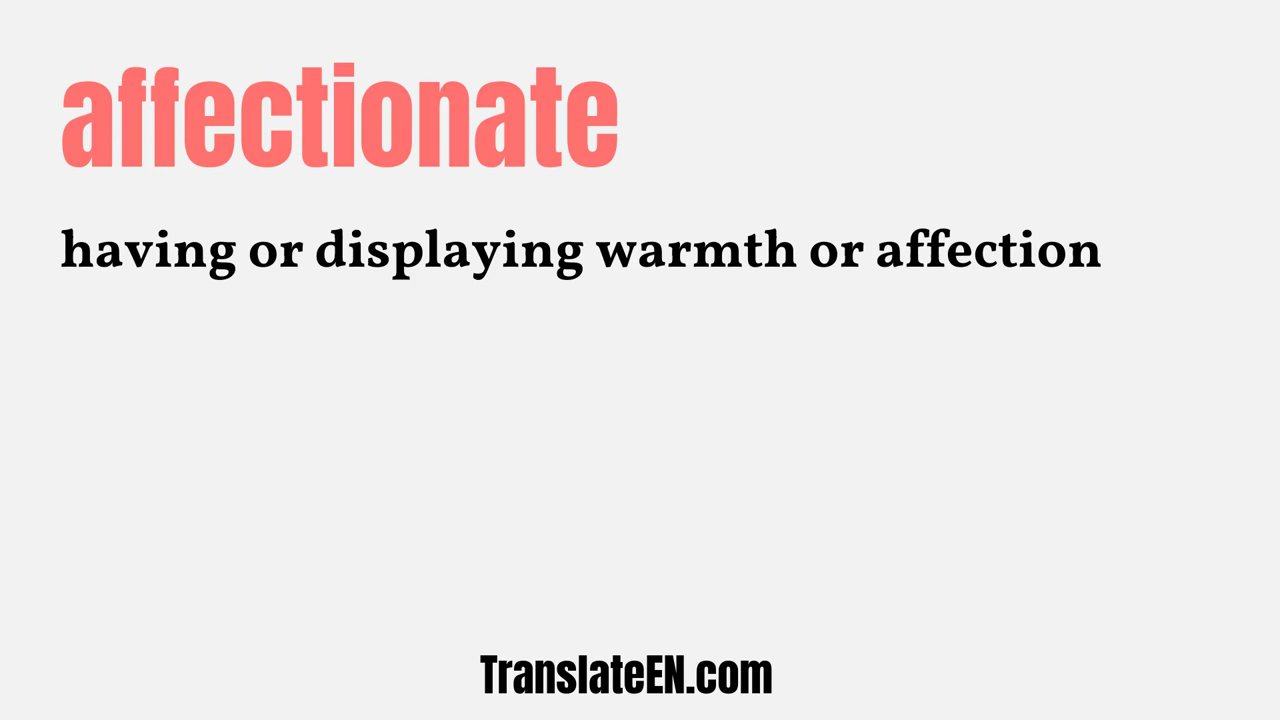 affectionate
having or displaying warmth or affection
TranslateEN.com